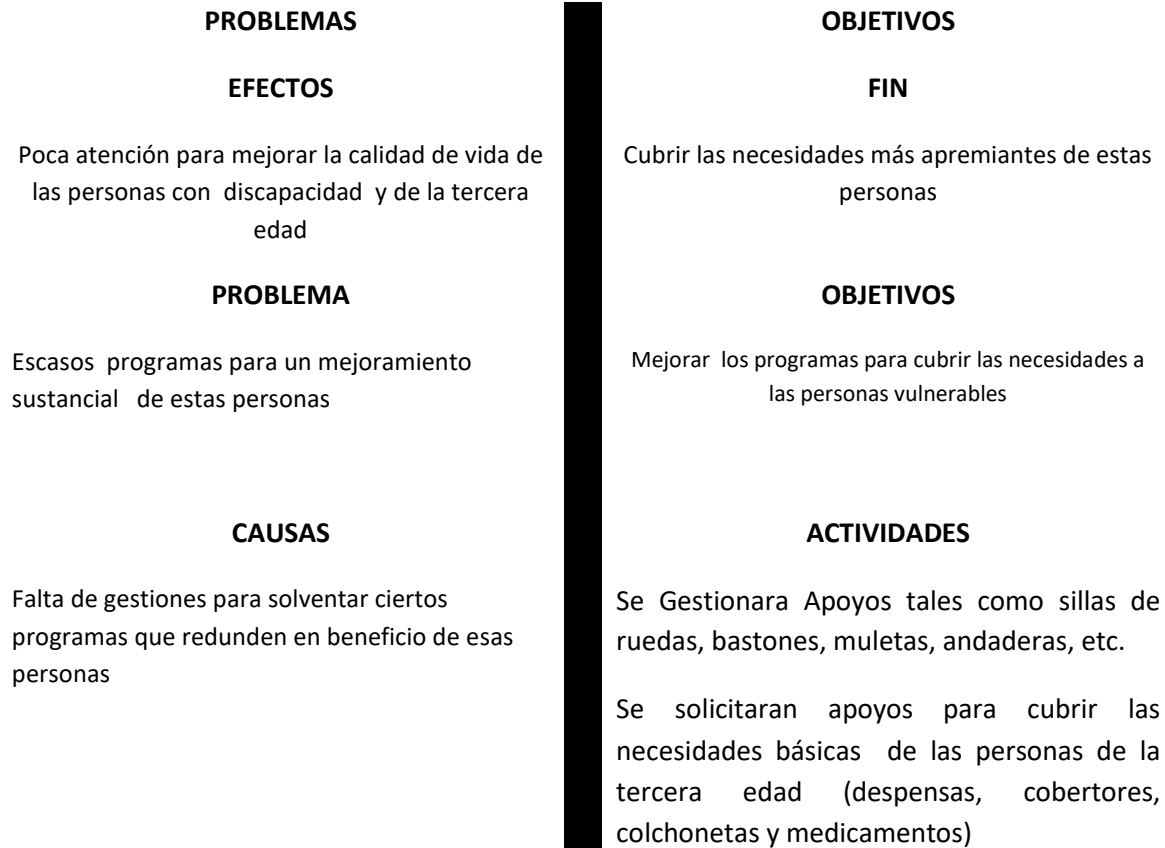 PROBLEMAS
EFECTOS
Poca atención para mejorar la calidad de vida de
las personas con discapacidad y de la tercera
edad
PROBLEMA
Escasos programas para un mejoramiento
sustancial de estas personas
CAUSAS
Falta de gestiones para solventar ciertos
programas que redunden en beneficio de esas
personas
OBJETIVOS
FIN
Cubrir las necesidades más apremiantes de estas
personas
OBJETIVOS
Mejorar los programas para cubrir las necesidades a
las personas vulnerables
ACTIVIDADES
Se Gestionara Apoyos tales como sillas de
ruedas, bastones, muletas, andaderas, etc.
Se solicitaran apoyos para cubrir las
necesidades básicas de las personas de la
tercera edad (despensas, cobertores,
colchonetas y medicamentos)